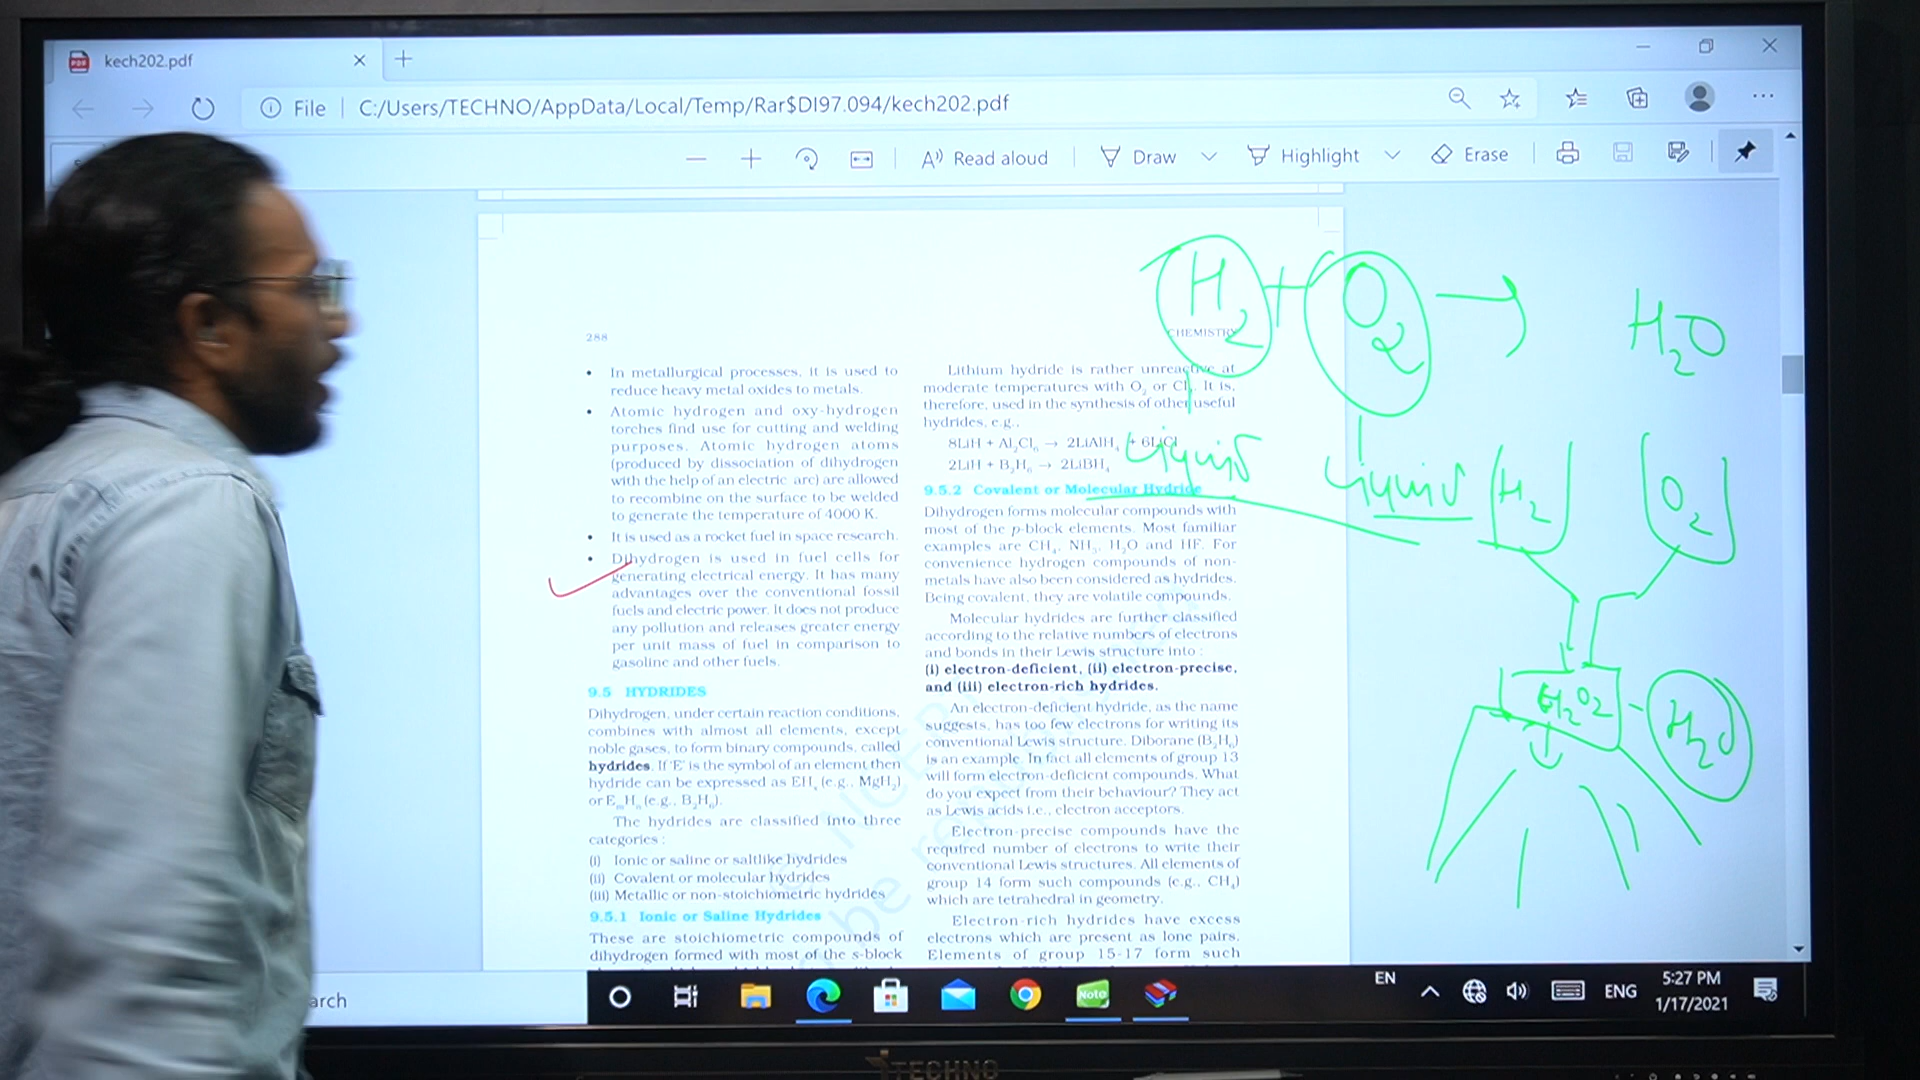 kech202.pdf
File | C:/Users/TECHNO/AppData/Local/Temp/Rar$DI97.094/kech202.pdf
Read aloud
Draw
Highlight
Erase
288
CHEMISTRY
• In metallurgical processes, it is used to
reduce heavy metal oxides to metals.
• Atomic hydrogen and oxy-hydrogen
torches find use for cutting and welding
purposes. Atomic hydrogen atoms
(produced by dissociation of dihydrogen
with the help of an electric arc) are allowed
to recombine on the surface to be welded
to generate the temperature of 4000 K.
• It is used as a rocket fuel in space research.
• Dihydrogen is used in fuel cells for
generating electrical energy. It has many
advantages over the conventional fossil
fuels and electric power. It does not produce
any pollution and releases greater energy
per unit mass of fuel in comparison to
gasoline and other fuels.
9.5 HYDRIDES
Dihydrogen, under certain reaction conditions,
combines with almost all elements, except
noble gases, to form binary compounds, called
hydrides. If 'E' is the symbol of an element then
hydride can be expressed as EHₓ (e.g., MgH₂)
or EₘHₙ (e.g., B₂H₆).
The hydrides are classified into three
categories :
(i) Ionic or saline or saltlike hydrides
(ii) Covalent or molecular hydrides
(iii) Metallic or non-stoichiometric hydrides
9.5.1 Ionic or Saline Hydrides
These are stoichiometric compounds of
dihydrogen formed with most of the s-block
Lithium hydride is rather unreactive at
moderate temperatures with O₂ or Cl₂. It is,
therefore, used in the synthesis of other useful
hydrides, e.g.,
8LiH + Al₂Cl₆ → 2LiAlH₄ + 6LiCl
2LiH + B₂H₆ → 2LiBH₄
9.5.2 Covalent or Molecular Hydride
Dihydrogen forms molecular compounds with
most of the p-block elements. Most familiar
examples are CH₄, NH₃, H₂O and HF. For
convenience hydrogen compounds of non-
metals have also been considered as hydrides.
Being covalent, they are volatile compounds.
Molecular hydrides are further classified
according to the relative numbers of electrons
and bonds in their Lewis structure into :
(i) electron-deficient, (ii) electron-precise,
and (iii) electron-rich hydrides.
An electron-deficient hydride, as the name
suggests, has too few electrons for writing its
conventional Lewis structure. Diborane (B₂H₆)
is an example. In fact all elements of group 13
will form electron-deficient compounds. What
do you expect from their behaviour? They act
as Lewis acids i.e., electron acceptors.
Electron-precise compounds have the
required number of electrons to write their
conventional Lewis structures. All elements of
group 14 form such compounds (e.g., CH₄)
which are tetrahedral in geometry.
Electron-rich hydrides have excess
electrons which are present as lone pairs.
Elements of group 15-17 form such
H₂ + O₂ → H₂O
Liquid Liquid H₂ O₂
H₂O₂ - H₂O
arch
Note
EN
ENG
5:27 PM
1/17/2021
TECHNO